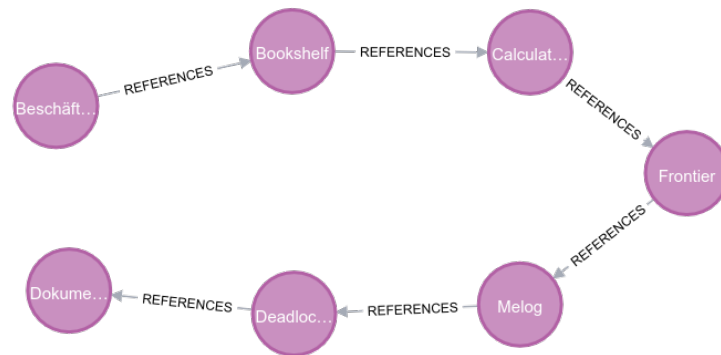 Beschäft…
REFERENCES
Bookshelf
REFERENCES
Calculat…
REFERENCES
Frontier
REFERENCES
Melog
REFERENCES
Deadloc…
REFERENCES
Dokume…